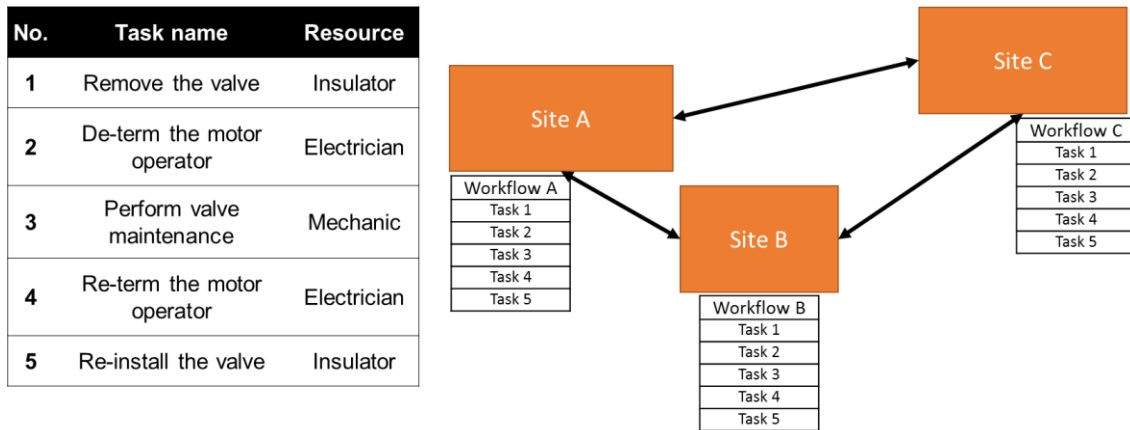 No. Task name Resource
1 Remove the valve Insulator
2 De-term the motor
operator Electrician
3 Perform valve
maintenance Mechanic
4 Re-term the motor
operator Electrician
5 Re-install the valve Insulator
Site A
Workflow A
Task 1
Task 2
Task 3
Task 4
Task 5
Site B
Workflow B
Task 1
Task 2
Task 3
Task 4
Task 5
Site C
Workflow C
Task 1
Task 2
Task 3
Task 4
Task 5